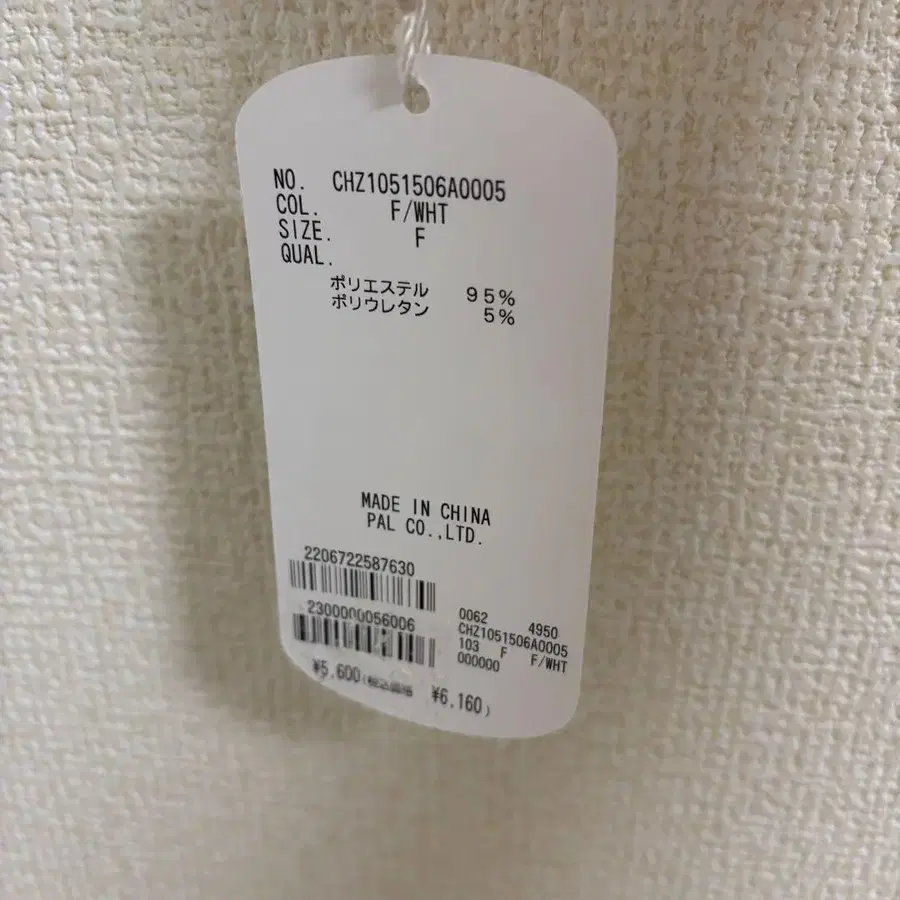 NO. CHZ1051506A0005
COL. F/WHT
SIZE. F
QUAL.
ポリエステル 95%
ポリウレタン 5%
MADE IN CHINA
PAL CO.,LTD.
2206722587630
2300000056006
0062 4950
CHZ1051506A0005
103 F F/WHT
000000
¥5,600(税込価格 ¥6,160)